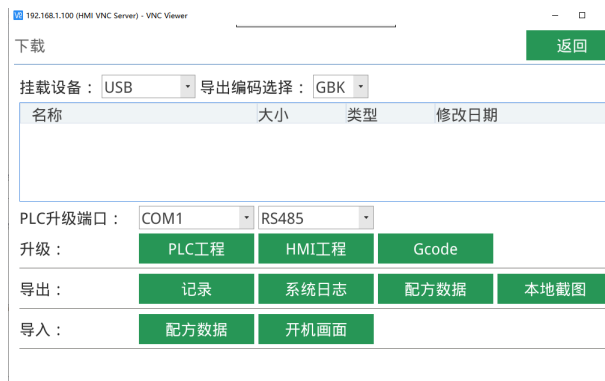 192.168.1.100 (HMI VNC Server) - VNC Viewer
下载 返回
挂载设备： USB 导出编码选择： GBK
名称 大小 类型 修改日期
PLC升级端口： COM1 RS485
升级： PLC工程 HMI工程 Gcode
导出： 记录 系统日志 配方数据 本地截图
导入： 配方数据 开机画面